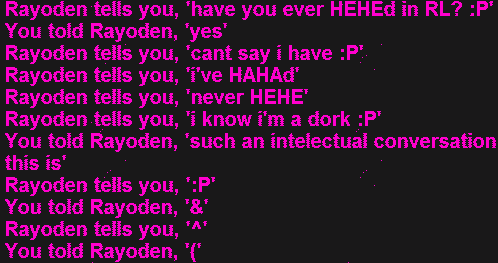 Rayoden tells you, 'have you ever HEHEd in RL? :P'
You told Rayoden, 'yes'
Rayoden tells you, 'cant say i have :P'
Rayoden tells you, 'i've HAHAd'
Rayoden tells you, 'never HEHE'
Rayoden tells you, 'i know i'm a dork :P'
You told Rayoden, 'such an intelectual conversation
this is'
Rayoden tells you, ':P'
You told Rayoden, '&'
Rayoden tells you, '^'
You told Rayoden, '('